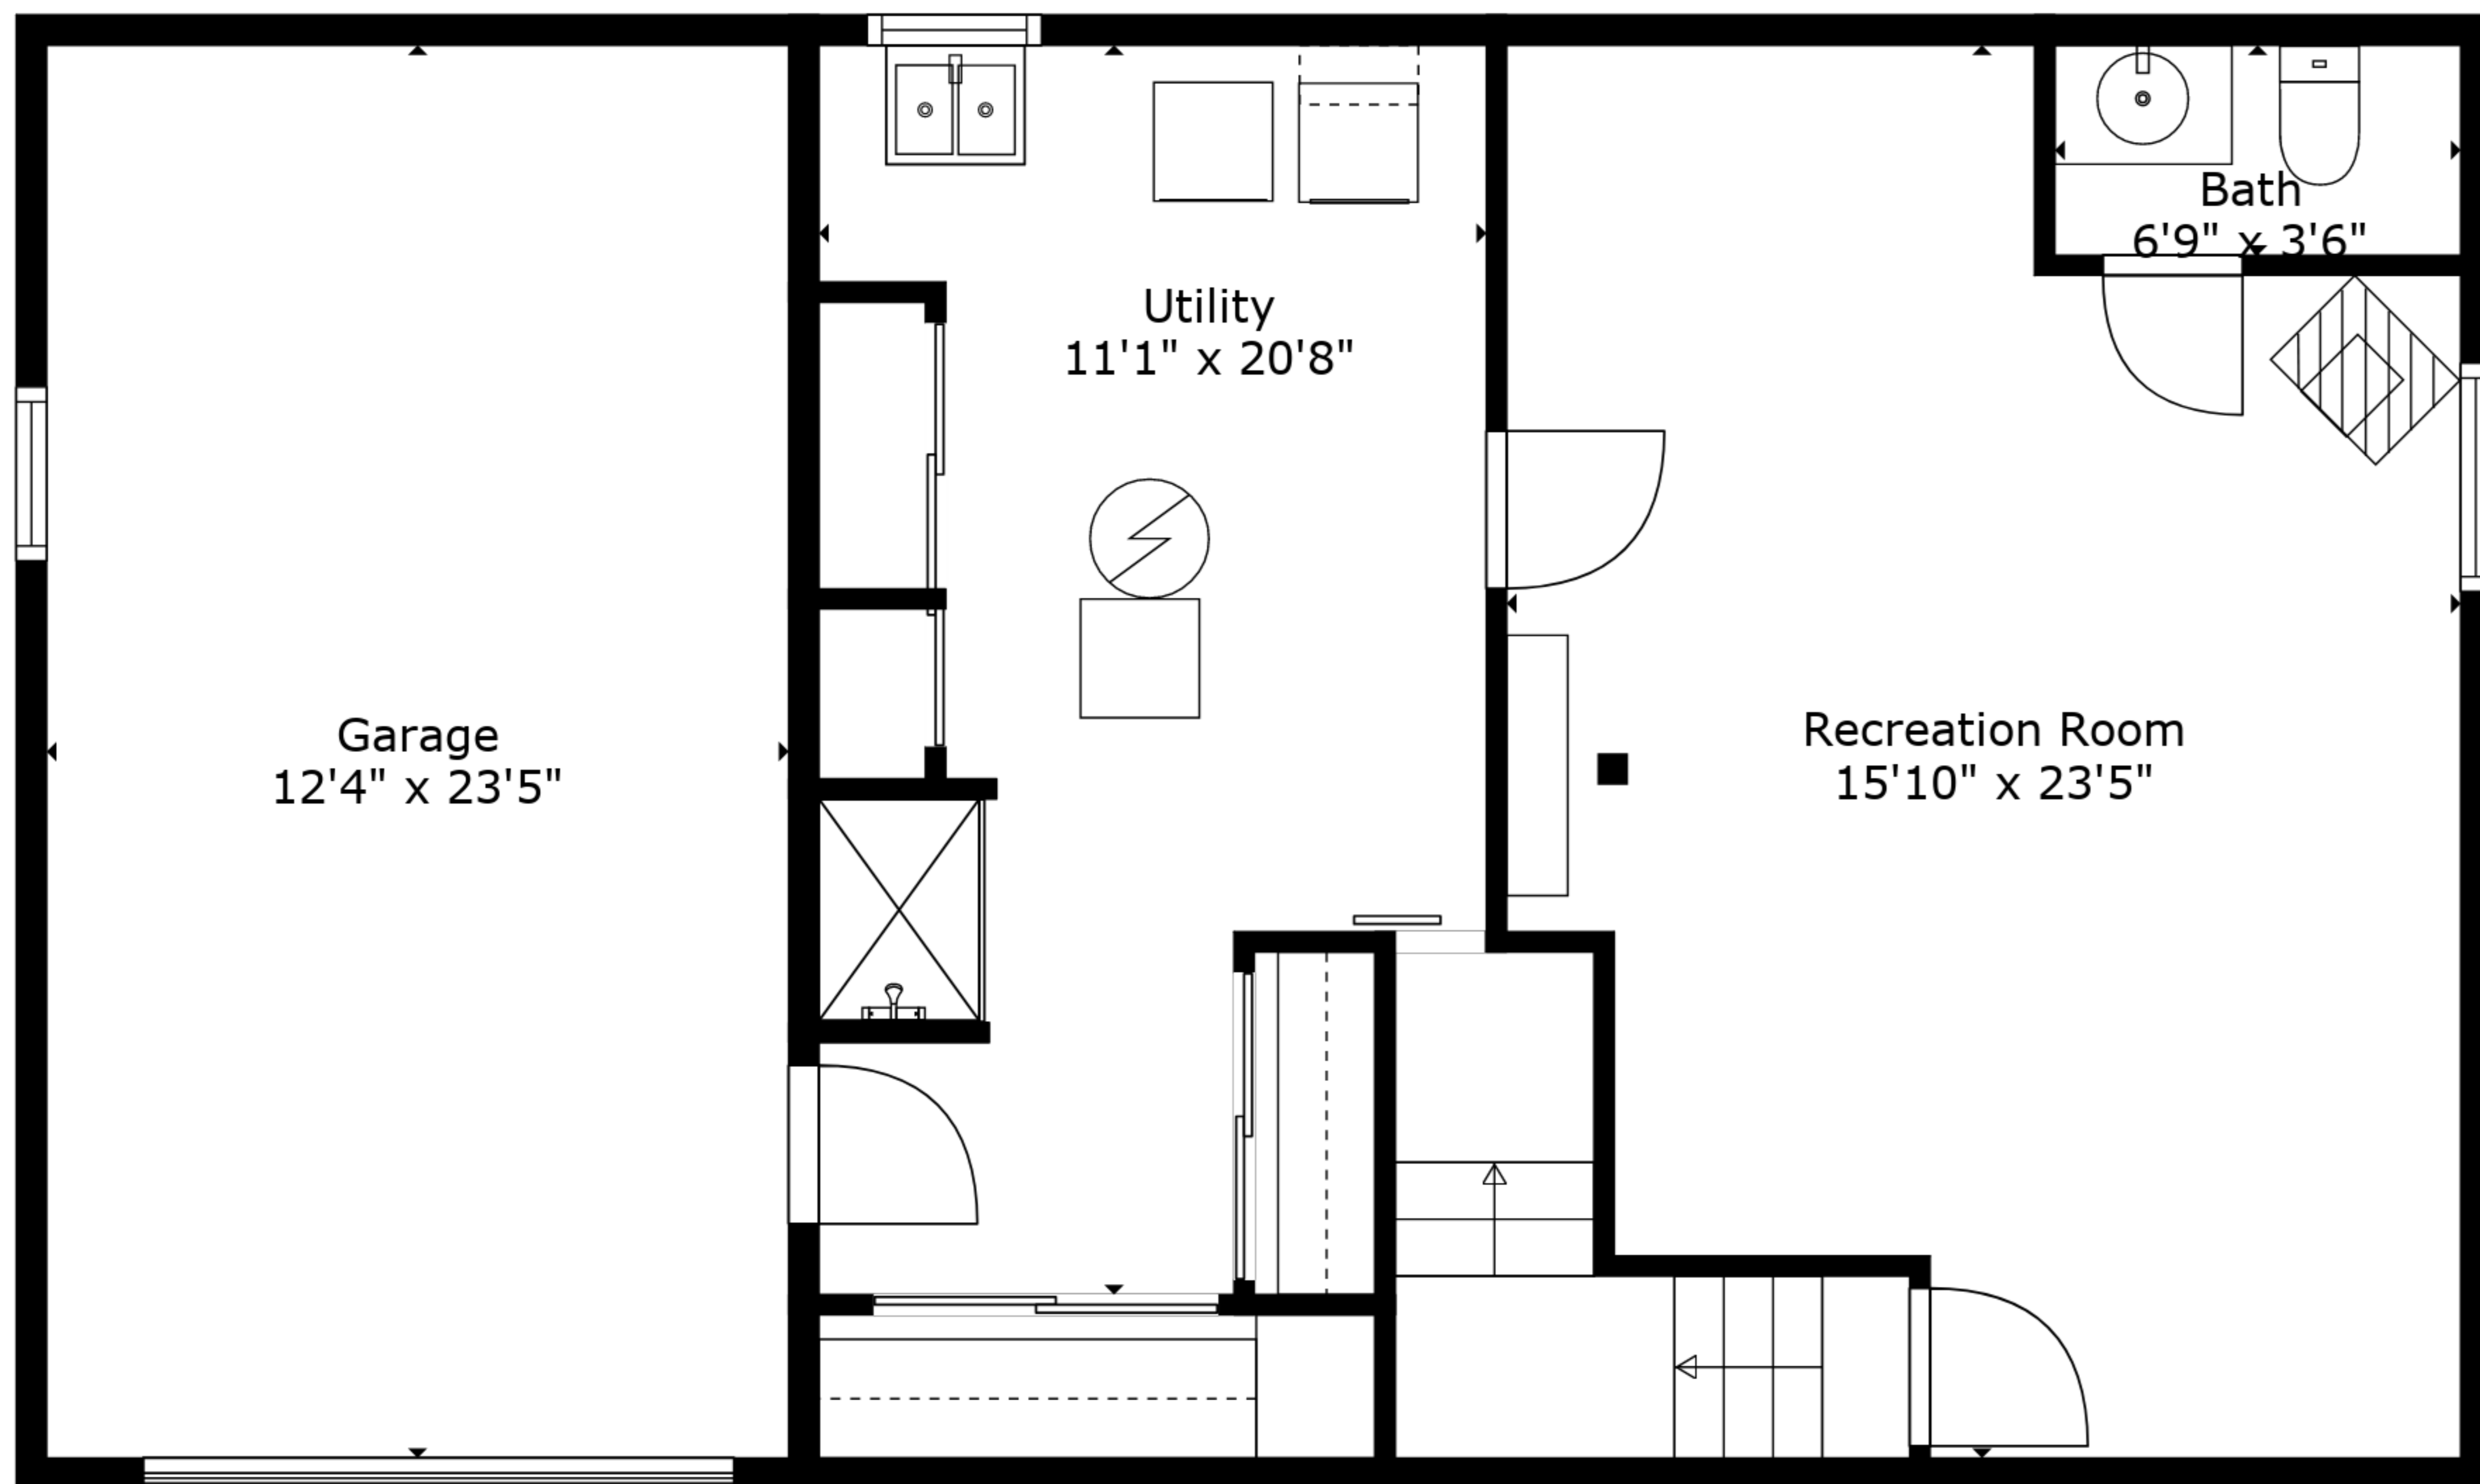 Bath
6'9" x 3'6"
Utility
11'1" x 20'8"
Garage
12'4" x 23'5"
Recreation Room
15'10" x 23'5"